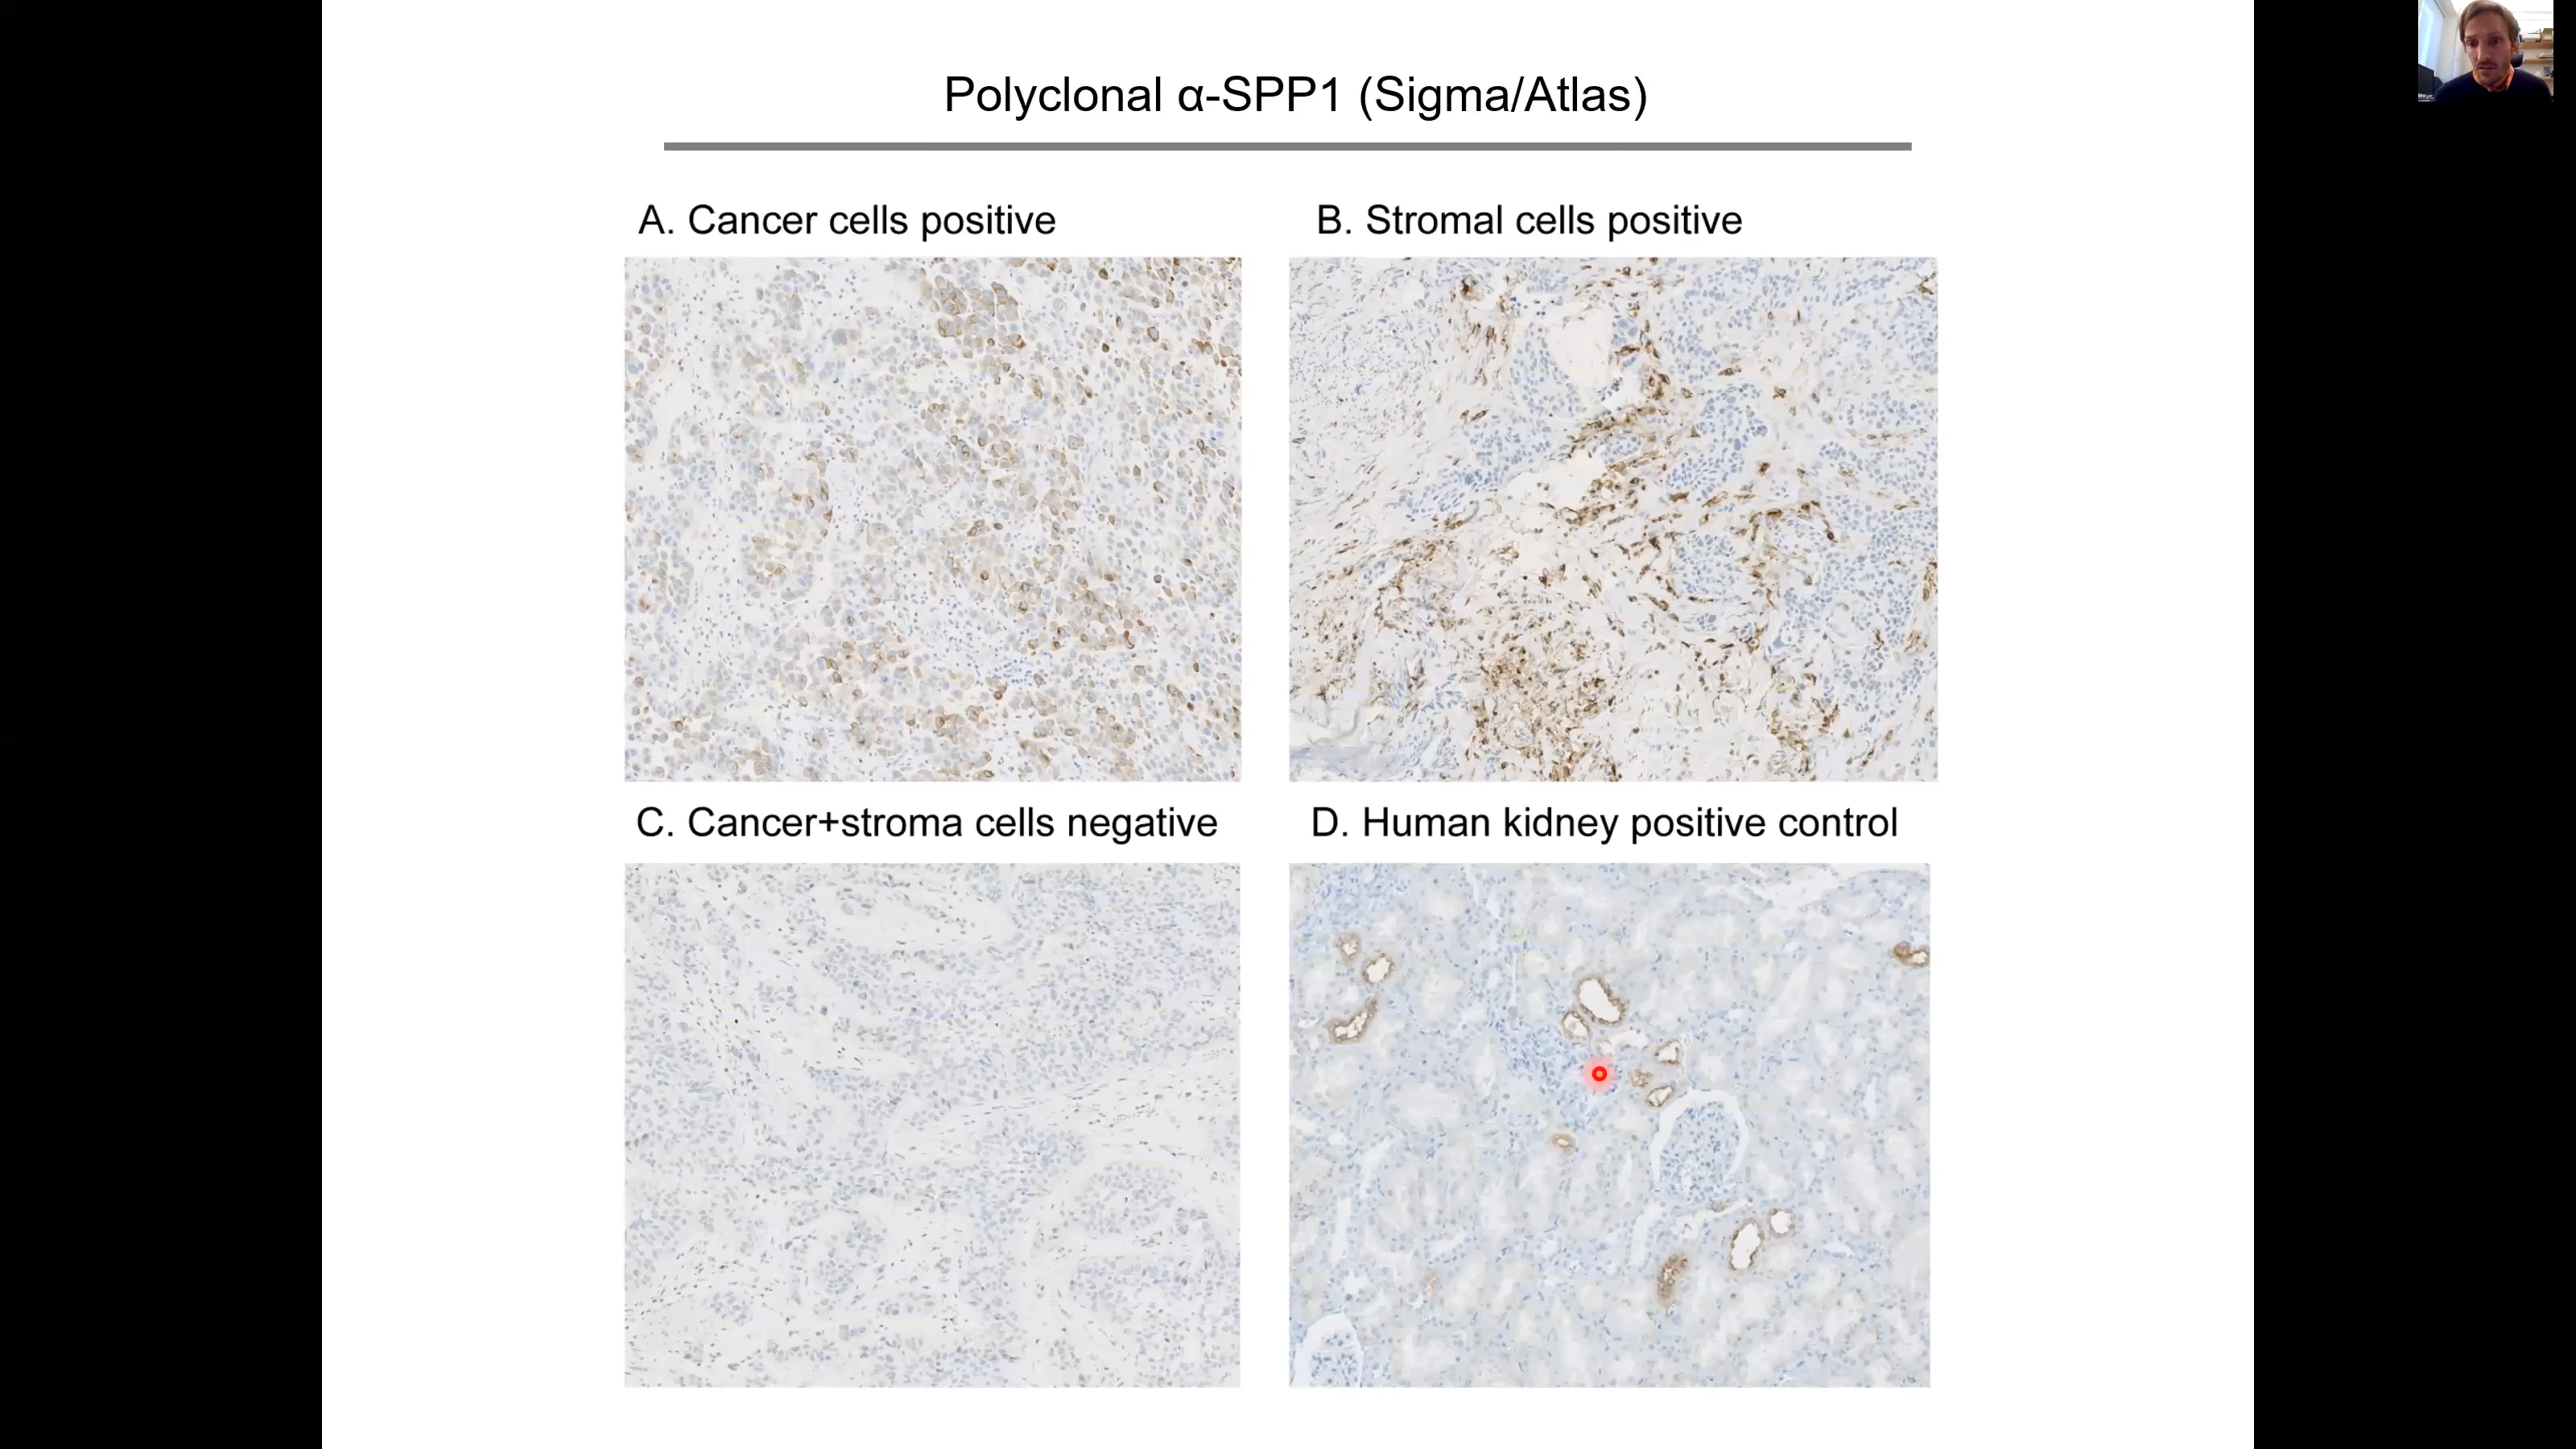 Polyclonal α-SPP1 (Sigma/Atlas)
A. Cancer cells positive
B. Stromal cells positive
C. Cancer+stroma cells negative
D. Human kidney positive control